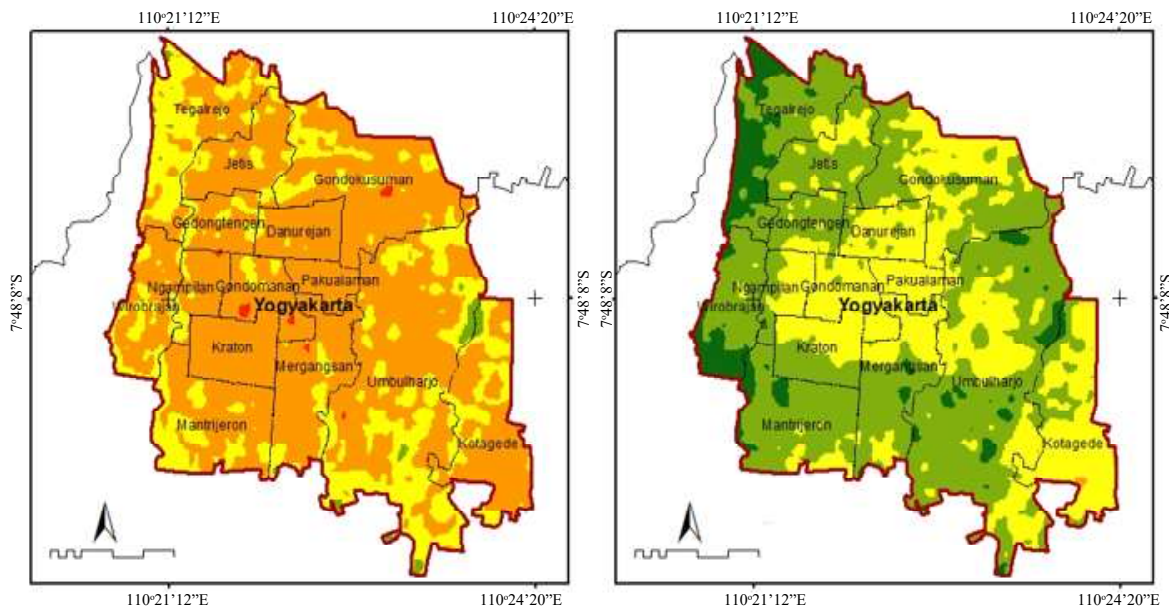 110°21'12"E 110°24'20"E
Tegalrejo
Jetis
Gondokusuman
Gedongtengen
Danurejan
Pakualaman
Ngampilan Gondomanan
Wirobrajan
Yogyakarta
Kraton
Mergangsan
Umbulharjo
Mantrijeron
Kotagede
7°48'8"S
7°48'8"S
110°21'12"E 110°24'20"E
110°21'12"E 110°24'20"E
Tegalrejo
Jetis
Gondokusuman
Gedongtengen
Danurejan
Pakualaman
Ngampilan Gondomanan
Wirobrajan
Yogyakarta
Kraton
Mergangsan
Umbulharjo
Mantrijeron
Kotagede
7°48'8"S
7°48'8"S
110°21'12"E 110°24'20"E